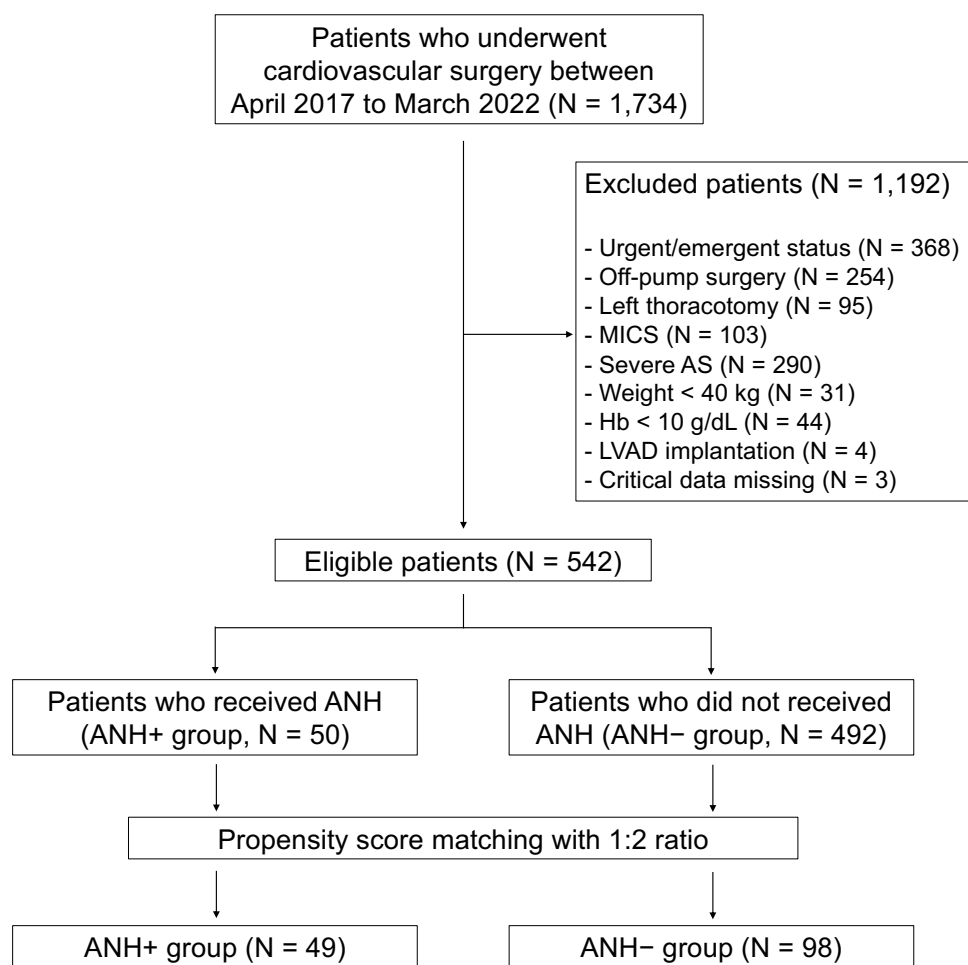 Patients who underwent
cardiovascular surgery between
April 2017 to March 2022 (N = 1,734)
Excluded patients (N = 1,192)
- Urgent/emergent status (N = 368)
- Off-pump surgery (N = 254)
- Left thoracotomy (N = 95)
- MICS (N = 103)
- Severe AS (N = 290)
- Weight < 40 kg (N = 31)
- Hb < 10 g/dL (N = 44)
- LVAD implantation (N = 4)
- Critical data missing (N = 3)
Eligible patients (N = 542)
Patients who received ANH
(ANH+ group, N = 50)
Patients who did not received
ANH (ANH− group, N = 492)
Propensity score matching with 1:2 ratio
ANH+ group (N = 49)
ANH− group (N = 98)